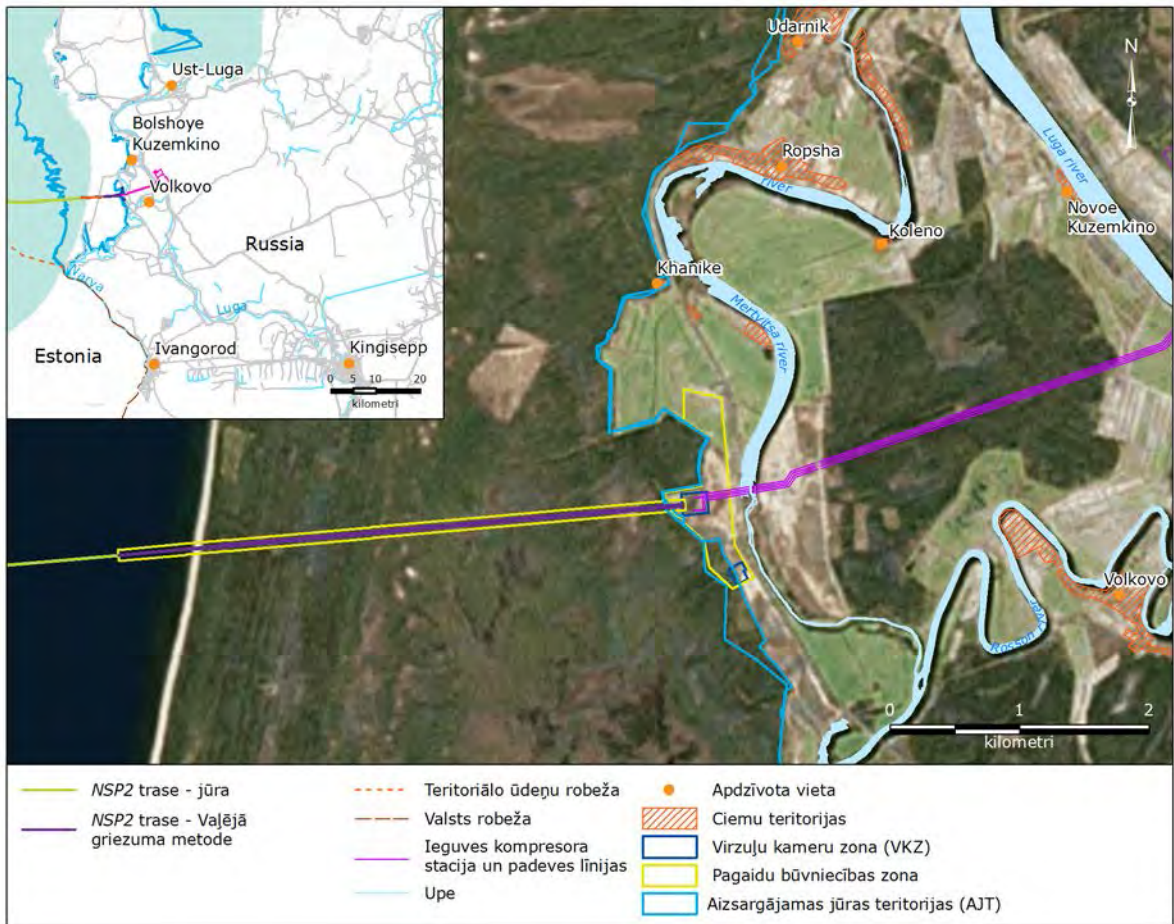 Ust-Luga
Bolshoye
Kuzemkino
Volkovo
Russia
Narva
Luga
Estonia
Ivangorod
Kingisepp
0 5 10 20
kilometri
Udarnik
N
Ropsha
river
Luga river
Novoe
Kuzemkino
Koleno
Khanike
Mertvitsa river
Volkovo
Rosson river
0 1 2
kilometri
NSP2 trase - jūra
NSP2 trase - Vaļējā
griezuma metode
Teritoriālo ūdeņu robeža
Valsts robeža
Ieguves kompresora
stacija un padeves līnijas
Upe
Apdzīvota vieta
Ciemu teritorijas
Virzuļu kameru zona (VKZ)
Pagaidu būvniecības zona
Aizsargājamas jūras teritorijas (AJT)